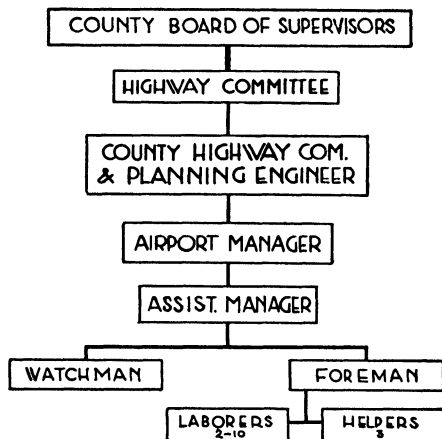 COUNTY BOARD OF SUPERVISORS
HIGHWAY COMMITTEE
COUNTY HIGHWAY COM.
& PLANNING ENGINEER
AIRPORT MANAGER
ASSIST. MANAGER
WATCHMAN
FOREMAN
LABORERS
2-10
HELPERS
3